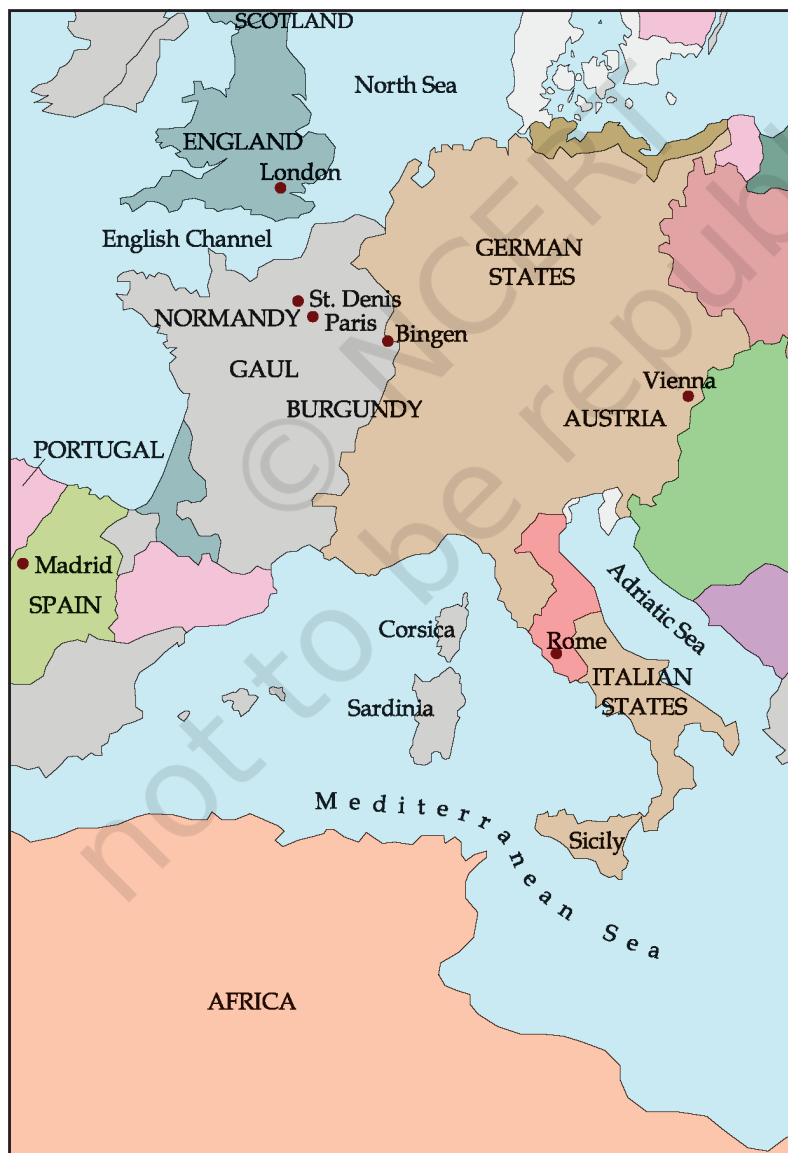 SCOTLAND
North Sea
ENGLAND
London
English Channel
GERMAN
STATES
St. Denis
NORMANDY
Paris
Bingen
GAUL
Vienna
BURGUNDY
AUSTRIA
PORTUGAL
Madrid
SPAIN
Adriatic Sea
Corsica
Rome
ITALIAN
STATES
Sardinia
Mediterranean Sea
Sicily
AFRICA
© NCERT
not to be republ